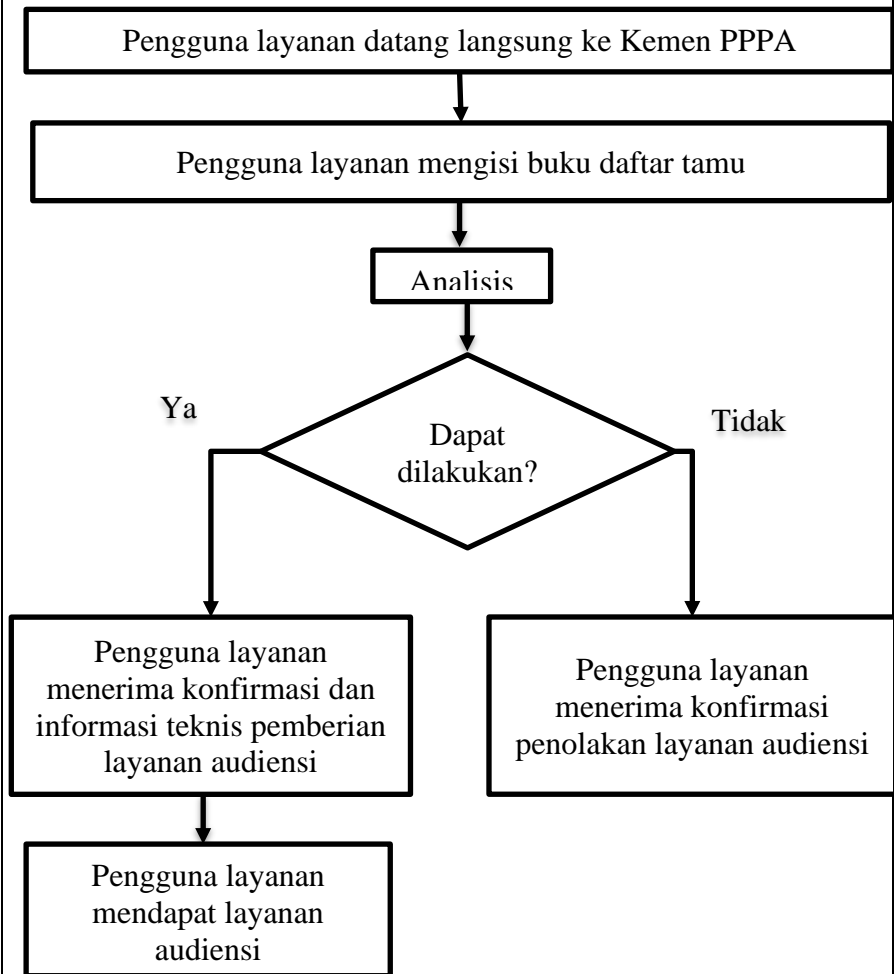 Pengguna layanan datang langsung ke Kemen PPPA
Pengguna layanan mengisi buku daftar tamu
Analisis
Dapat
dilakukan?
Ya
Tidak
Pengguna layanan
menerima konfirmasi dan
informasi teknis pemberian
layanan audiensi
Pengguna layanan
menerima konfirmasi
penolakan layanan audiensi
Pengguna layanan
mendapat layanan
audiensi